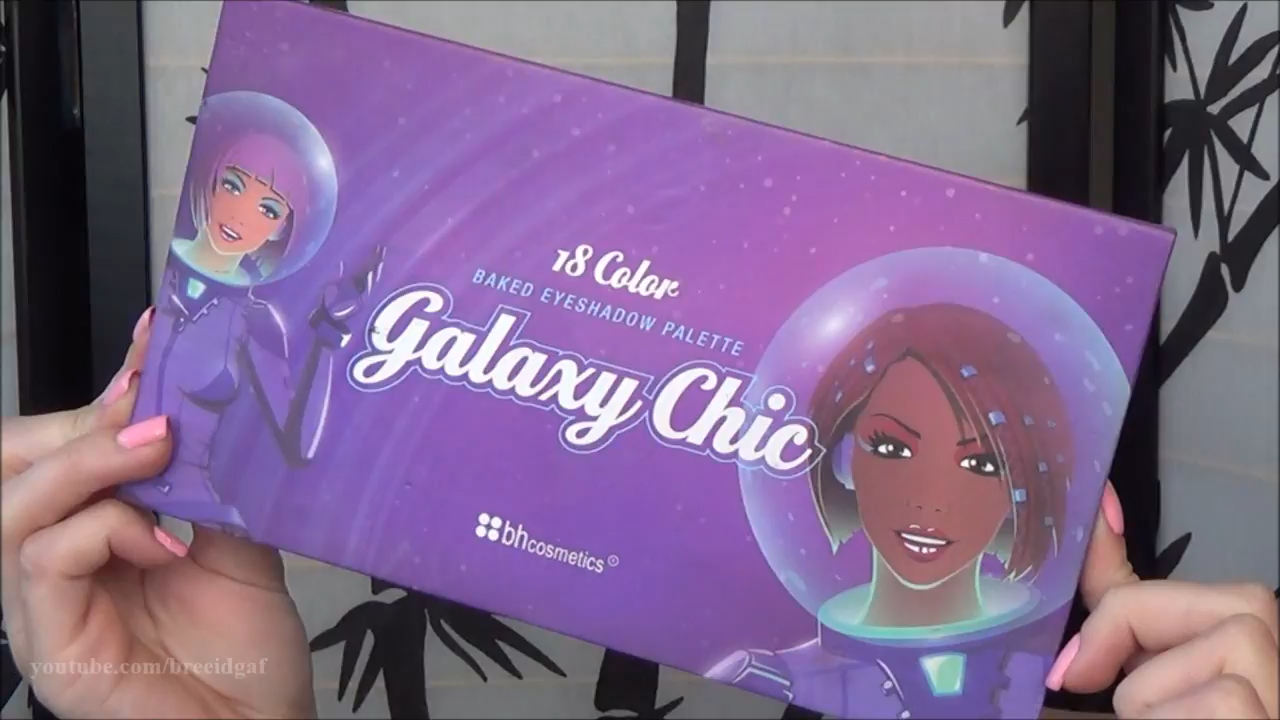 18 Color
BAKED EYESHADOW PALETTE
Galaxy Chic
bhcosmetics®
youtube.com/breeidgaf